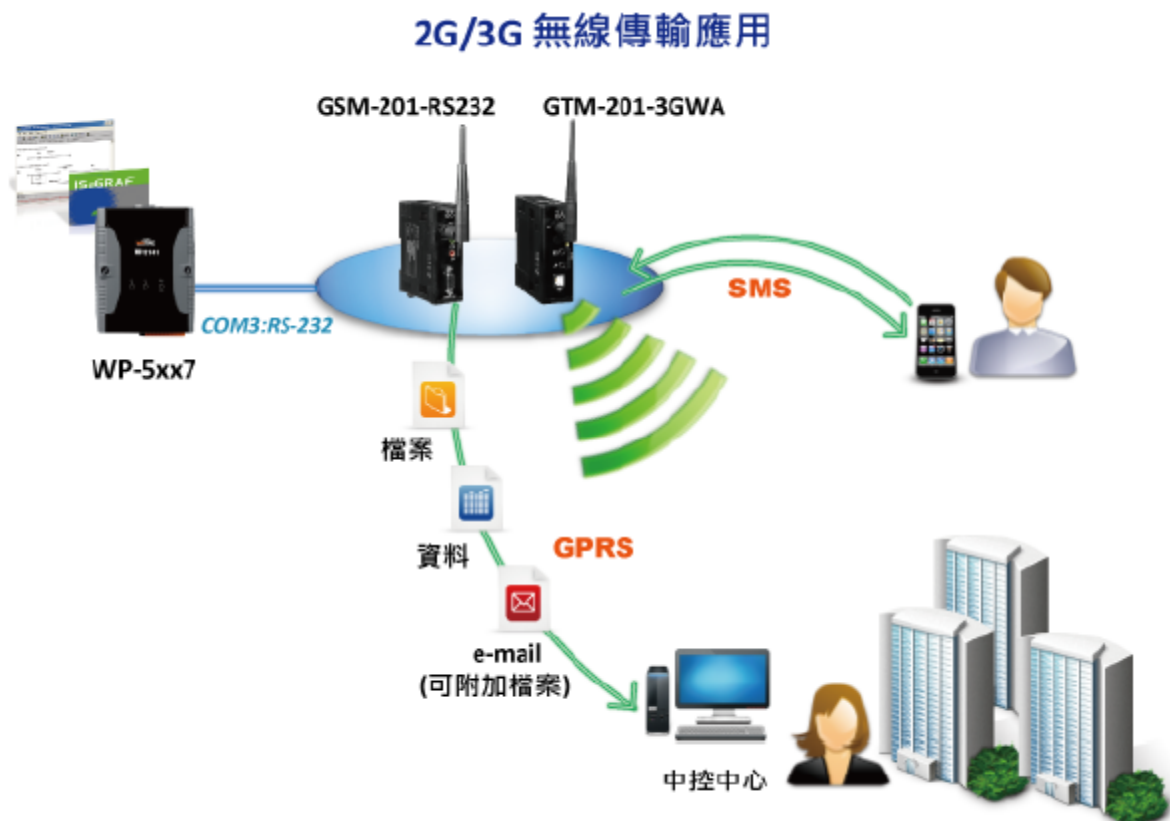 2G/3G 無線傳輸應用
GSM-201-RS232
GTM-201-3GWA
ISaGRAF
COM3:RS-232
WP-5xx7
SMS
檔案
資料
GPRS
e-mail
(可附加檔案)
中控中心